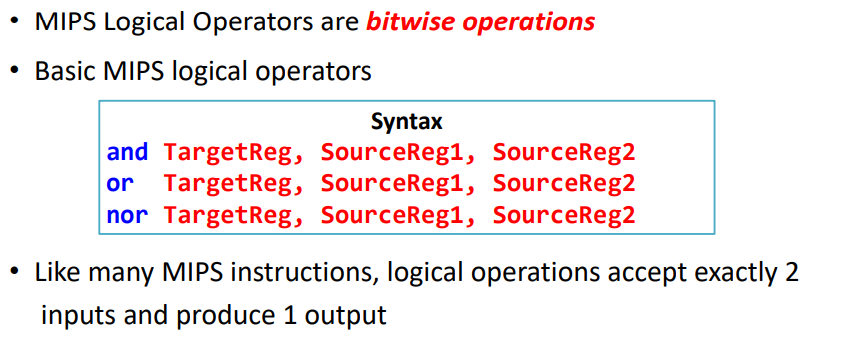 • MIPS Logical Operators are bitwise operations
• Basic MIPS logical operators
Syntax
and TargetReg, SourceReg1, SourceReg2
or TargetReg, SourceReg1, SourceReg2
nor TargetReg, SourceReg1, SourceReg2
• Like many MIPS instructions, logical operations accept exactly 2
inputs and produce 1 output